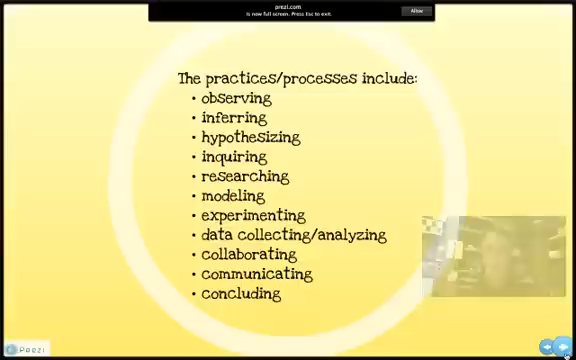 prezi.com
is now full screen. Press Esc to exit.
Allow
The practices/processes include:
• observing
• inferring
• hypothesizing
• inquiring
• researching
• modeling
• experimenting
• data collecting/analyzing
• collaborating
• communicating
• concluding
Prezi